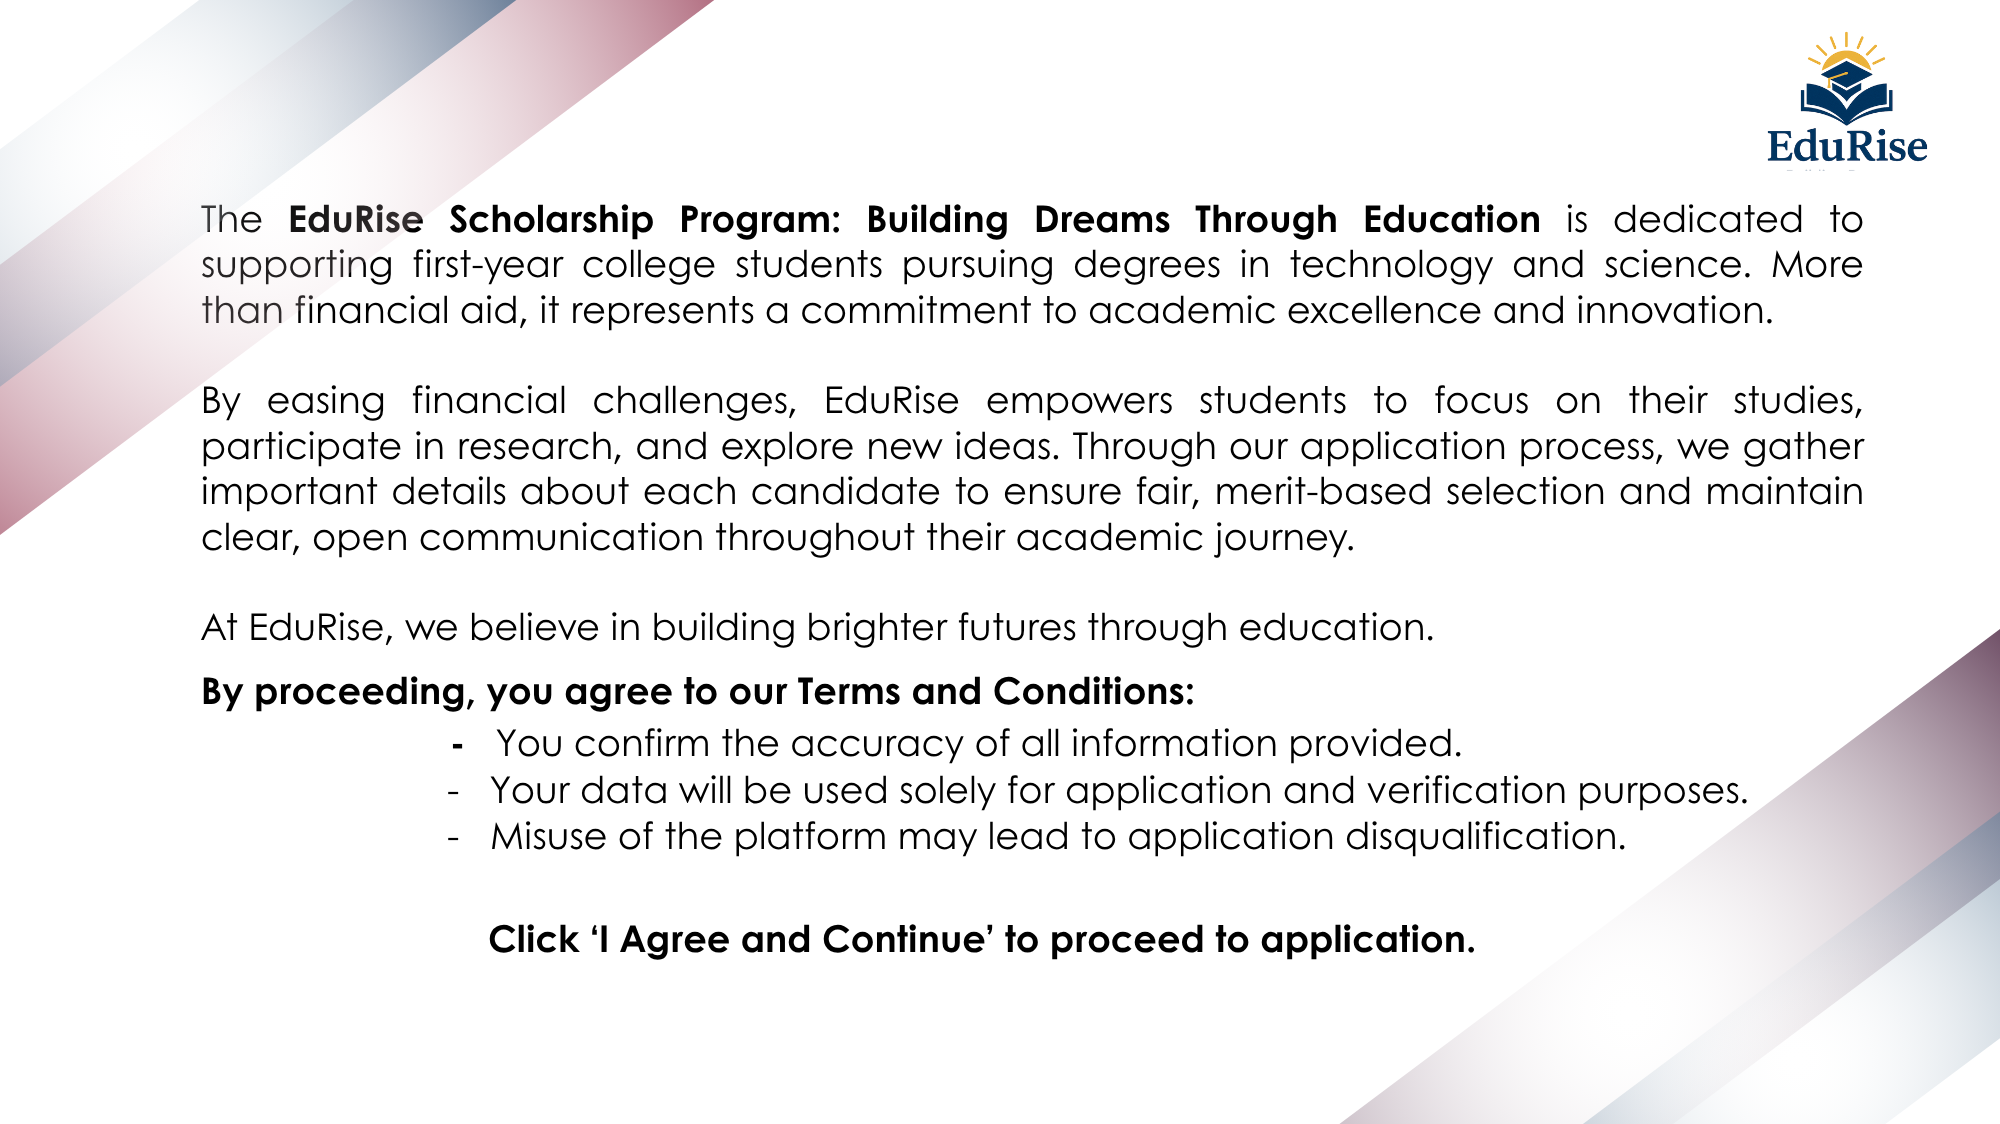 EduRise
The EduRise Scholarship Program: Building Dreams Through Education is dedicated to
supporting first-year college students pursuing degrees in technology and science. More
than financial aid, it represents a commitment to academic excellence and innovation.
By easing financial challenges, EduRise empowers students to focus on their studies,
participate in research, and explore new ideas. Through our application process, we gather
important details about each candidate to ensure fair, merit-based selection and maintain
clear, open communication throughout their academic journey.
At EduRise, we believe in building brighter futures through education.
By proceeding, you agree to our Terms and Conditions:
- You confirm the accuracy of all information provided.
- Your data will be used solely for application and verification purposes.
- Misuse of the platform may lead to application disqualification.
Click ‘I Agree and Continue’ to proceed to application.